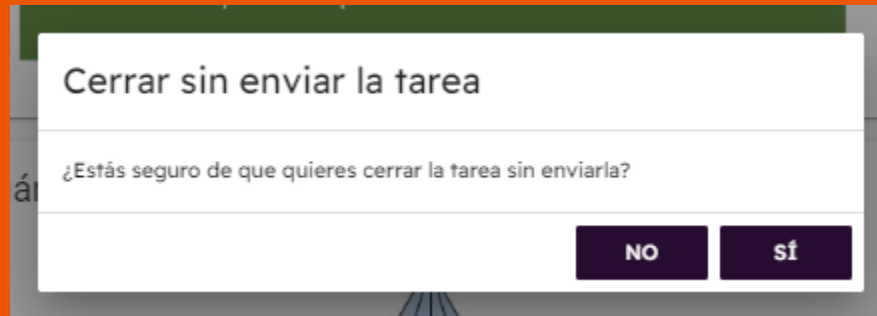 Cerrar sin enviar la tarea
¿Estás seguro de que quieres cerrar la tarea sin enviarla?
NO SÍ